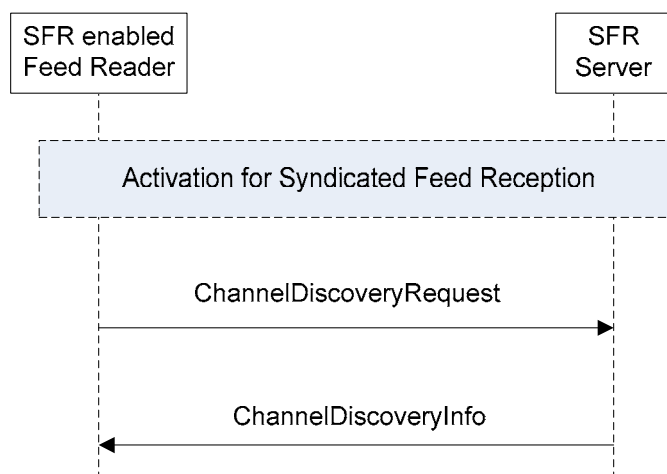 SFR enabled
Feed Reader
SFR
Server
Activation for Syndicated Feed Reception
ChannelDiscoveryRequest
ChannelDiscoveryInfo